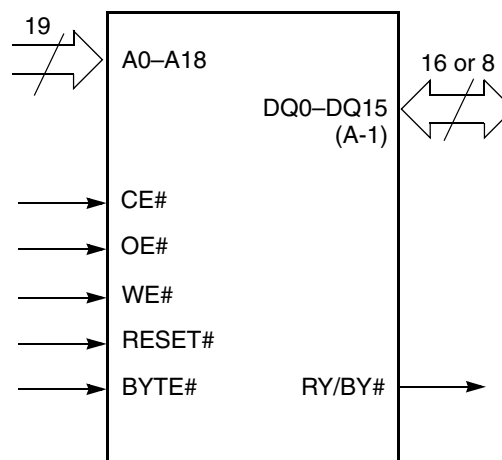 19
A0–A18
16 or 8
DQ0–DQ15
(A-1)
CE#
OE#
WE#
RESET#
BYTE#
RY/BY#